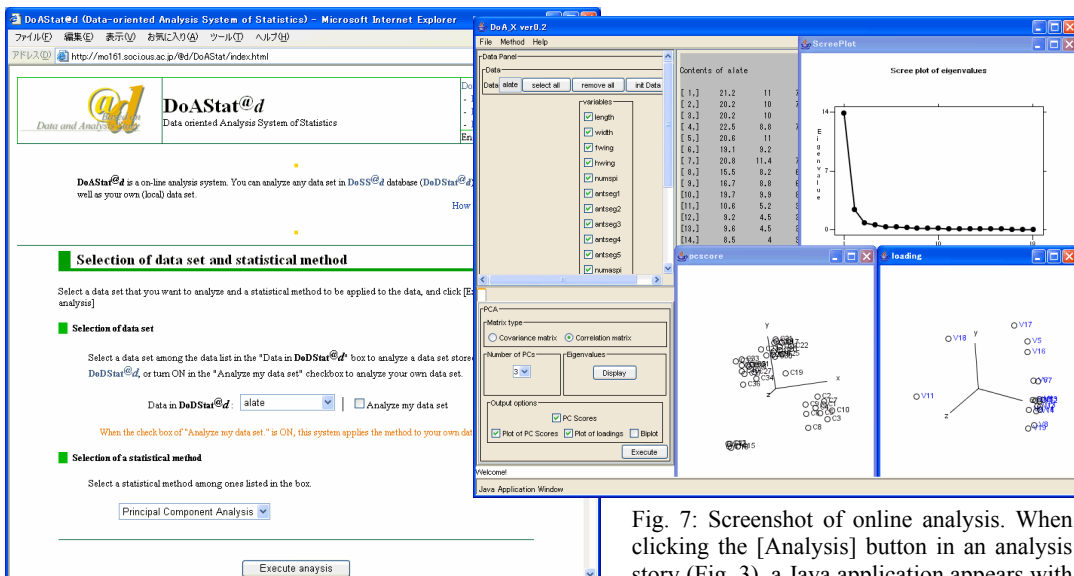 DoAStat@d (Data-oriented Analysis System of Statistics) - Microsoft Internet Explorer
ファイル(F) 編集(E) 表示(V) お気に入り(A) ツール(T) ヘルプ(H)
アドレス(D) http://mo161.soci.ous.ac.jp/@d/DoAStat/index.html
@d
Data and Analysis
DoAStat@d
Data oriented Analysis System of Statistics
Do
En
DoAStat@d is a on-line analysis system. You can analyze any data set in DoSS@d database (DoDStat@d)
well as your own (local) data set.
How
Selection of data set and statistical method
Select a data set that you want to analyze and a statistical method to be applied to the data, and click [Ex
analysis]
Selection of data set
Select a data set among the data list in the "Data in DoDStat@d" box to analyze a data set store
DoDStat@d, or turn ON in the "Analyze my data set" checkbox to analyze your own data set.
Data in DoDStat@d : alate
Analyze my data set
When the check box of "Analyze my data set." is ON, this system applies the method to your own dat
Selection of a statistical method
Select a statistical method among ones listed in the box.
Principal Component Analysis
Execute anaysis
DoA_X ver0.2
File Method Help
Data Panel
Data
Data alate select all remove all init Data
variables
length
width
twing
hwing
numspi
antseg1
antseg2
antseg3
antseg4
antseg5
numaspi
PCA
Matrix type
Covariance matrix Correlation matrix
Number of PCs
3
Eigenvalues
Display
Output options
PC Scores
Plot of PC Scores Plot of loadings Biplot
Execute
Welcome!
Java Application Window
Contents of alate
[ 1,] 21.2 11
[ 2,] 20.2 10
[ 3,] 20.2 10
[ 4,] 22.5 8.8
[ 5,] 20.6 11
[ 6,] 19.1 9.2
[ 7,] 20.8 11.4
[ 8,] 15.5 8.2
[ 9,] 16.7 8.8
[10,] 19.7 9.9
[11,] 10.6 5.2
[12,] 9.2 4.5
[13,] 9.6 4.5
[14,] 8.5 4
ScreePlot
Scree plot of eigenvalues
Eigenvalue
14
7
0
10
19
pcscore
y
x
z
C22
C19
C34
C36
C10
C3
C8
loading
y
x
z
V17
V18
V5
V16
V11
Fig. 7: Screenshot of online analysis. When
clicking the [Analysis] button in an analysis
story (Fig. 3), a Java application appears with